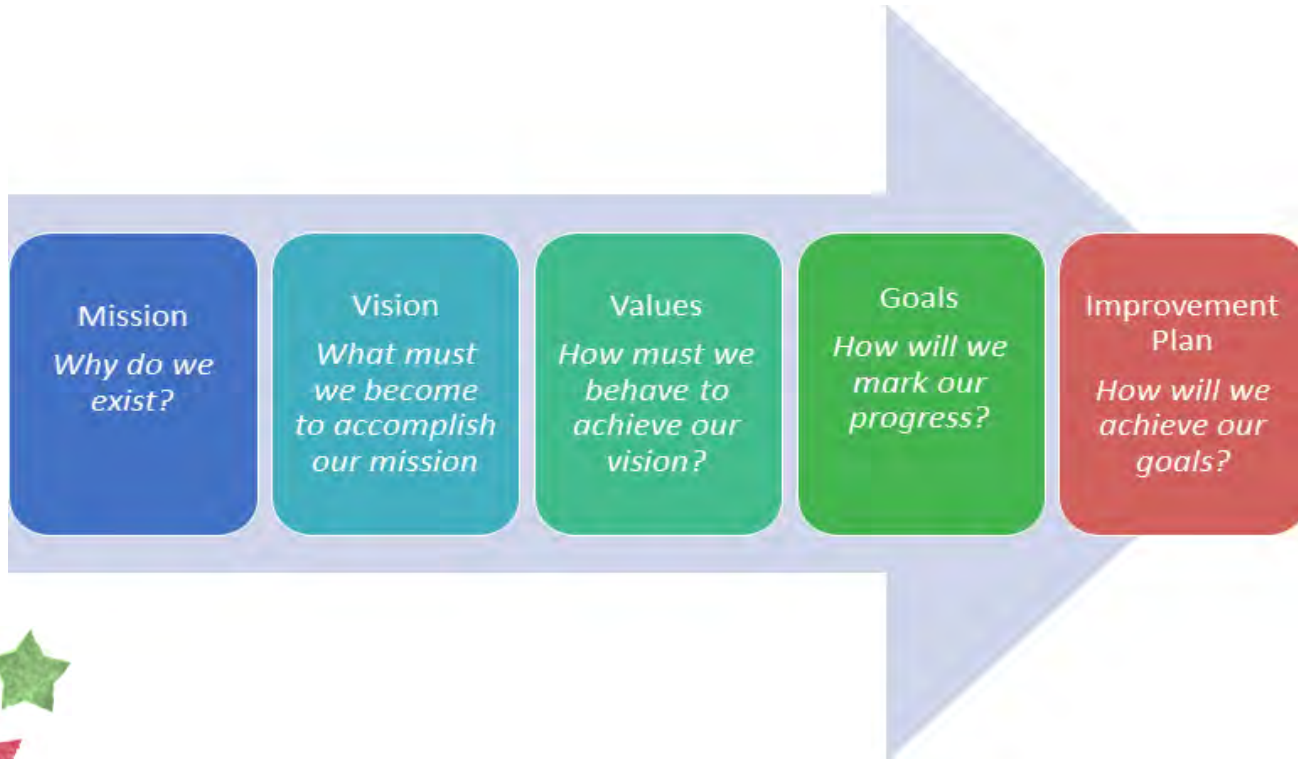 Mission
Why do we
exist?
Vision
What must
we become
to accomplish
our mission
Values
How must we
behave to
achieve our
vision?
Goals
How will we
mark our
progress?
Improvement
Plan
How will we
achieve our
goals?